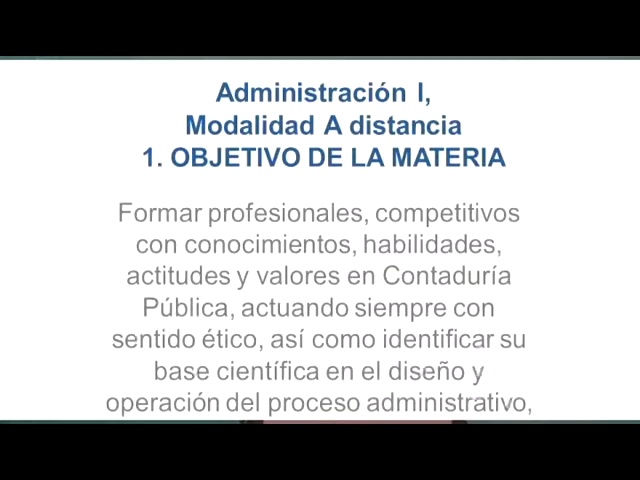 Administración I,
Modalidad A distancia
1. OBJETIVO DE LA MATERIA
Formar profesionales, competitivos
con conocimientos, habilidades,
actitudes y valores en Contaduría
Pública, actuando siempre con
sentido ético, así como identificar su
base científica en el diseño y
operación del proceso administrativo,